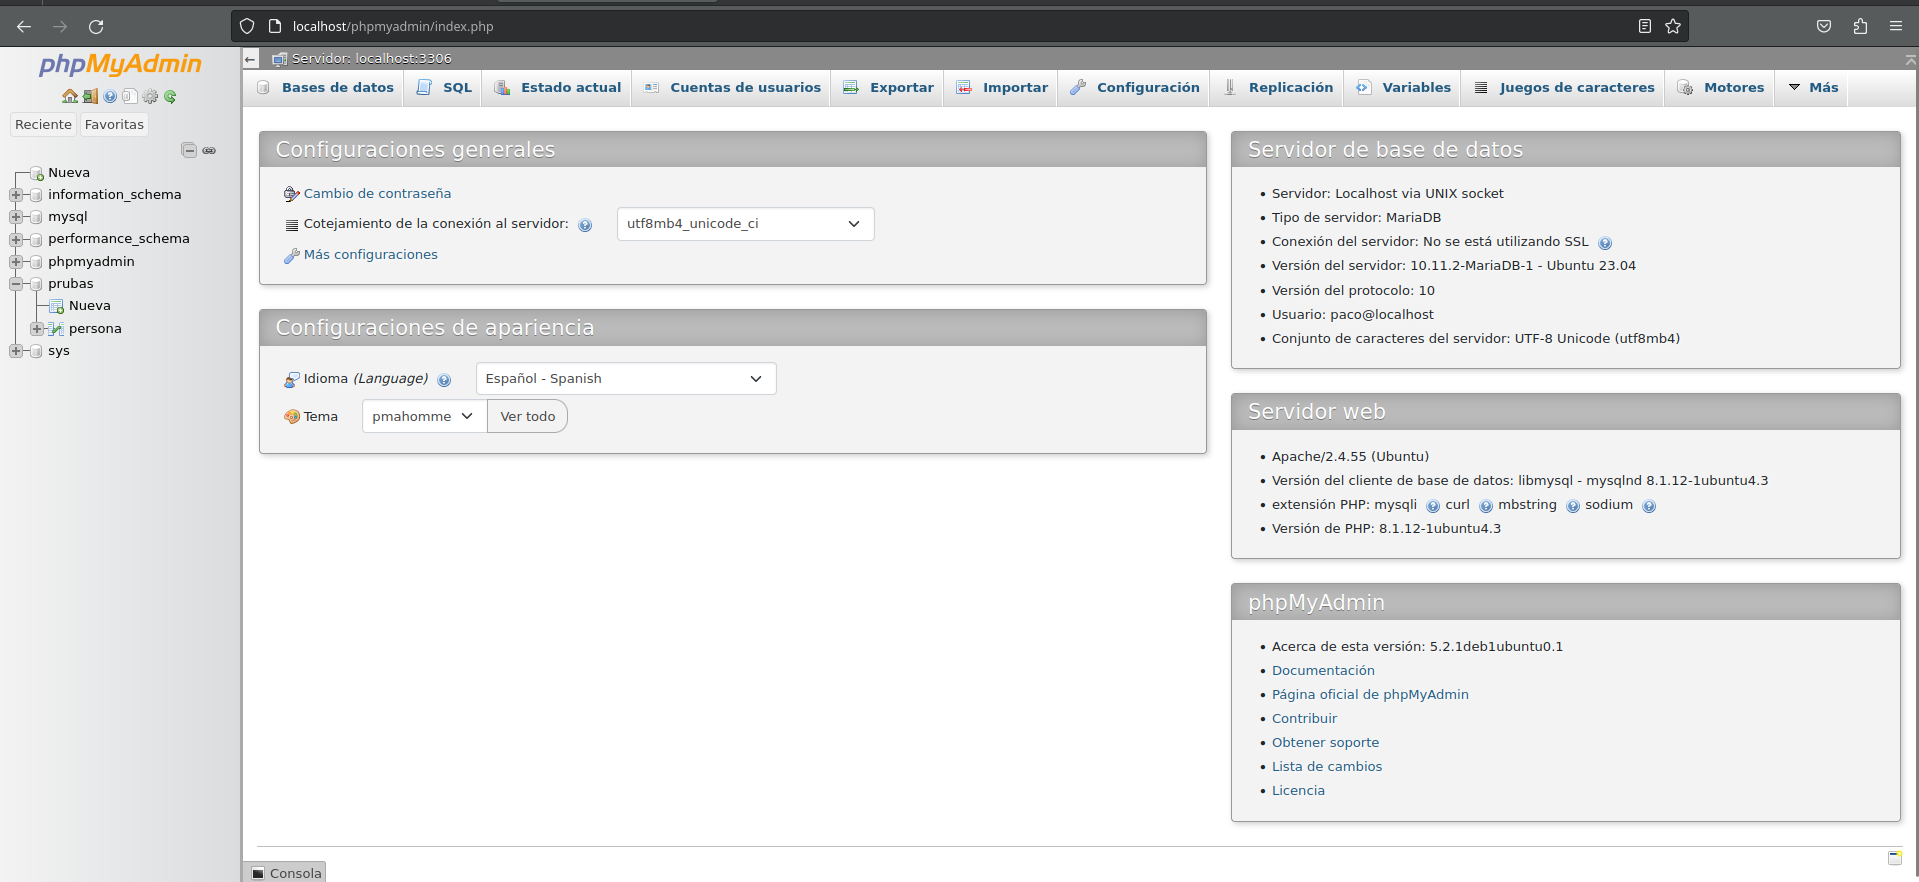 localhost/phpmyadmin/index.php
phpMyAdmin
Reciente Favoritas
Nueva
information_schema
mysql
performance_schema
phpmyadmin
prubas
Nueva
persona
sys
Servidor: localhost:3306
Bases de datos SQL Estado actual Cuentas de usuarios Exportar Importar Configuración Replicación Variables Juegos de caracteres Motores Más
Configuraciones generales
Cambio de contraseña
Cotejamiento de la conexión al servidor: utf8mb4_unicode_ci
Más configuraciones
Configuraciones de apariencia
Idioma (Language) Español - Spanish
Tema pmahomme Ver todo
Servidor de base de datos
• Servidor: Localhost via UNIX socket
• Tipo de servidor: MariaDB
• Conexión del servidor: No se está utilizando SSL
• Versión del servidor: 10.11.2-MariaDB-1 - Ubuntu 23.04
• Versión del protocolo: 10
• Usuario: paco@localhost
• Conjunto de caracteres del servidor: UTF-8 Unicode (utf8mb4)
Servidor web
• Apache/2.4.55 (Ubuntu)
• Versión del cliente de base de datos: libmysql - mysqlnd 8.1.12-1ubuntu4.3
• extensión PHP: mysqli curl mbstring sodium
• Versión de PHP: 8.1.12-1ubuntu4.3
phpMyAdmin
• Acerca de esta versión: 5.2.1deb1ubuntu0.1
• Documentación
• Página oficial de phpMyAdmin
• Contribuir
• Obtener soporte
• Lista de cambios
• Licencia
Consola